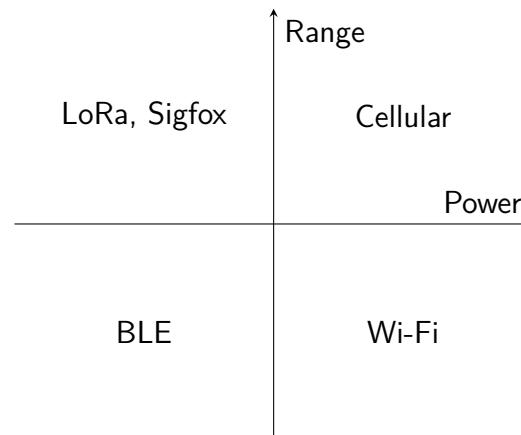 Range
LoRa, Sigfox
Cellular
Power
BLE
Wi-Fi